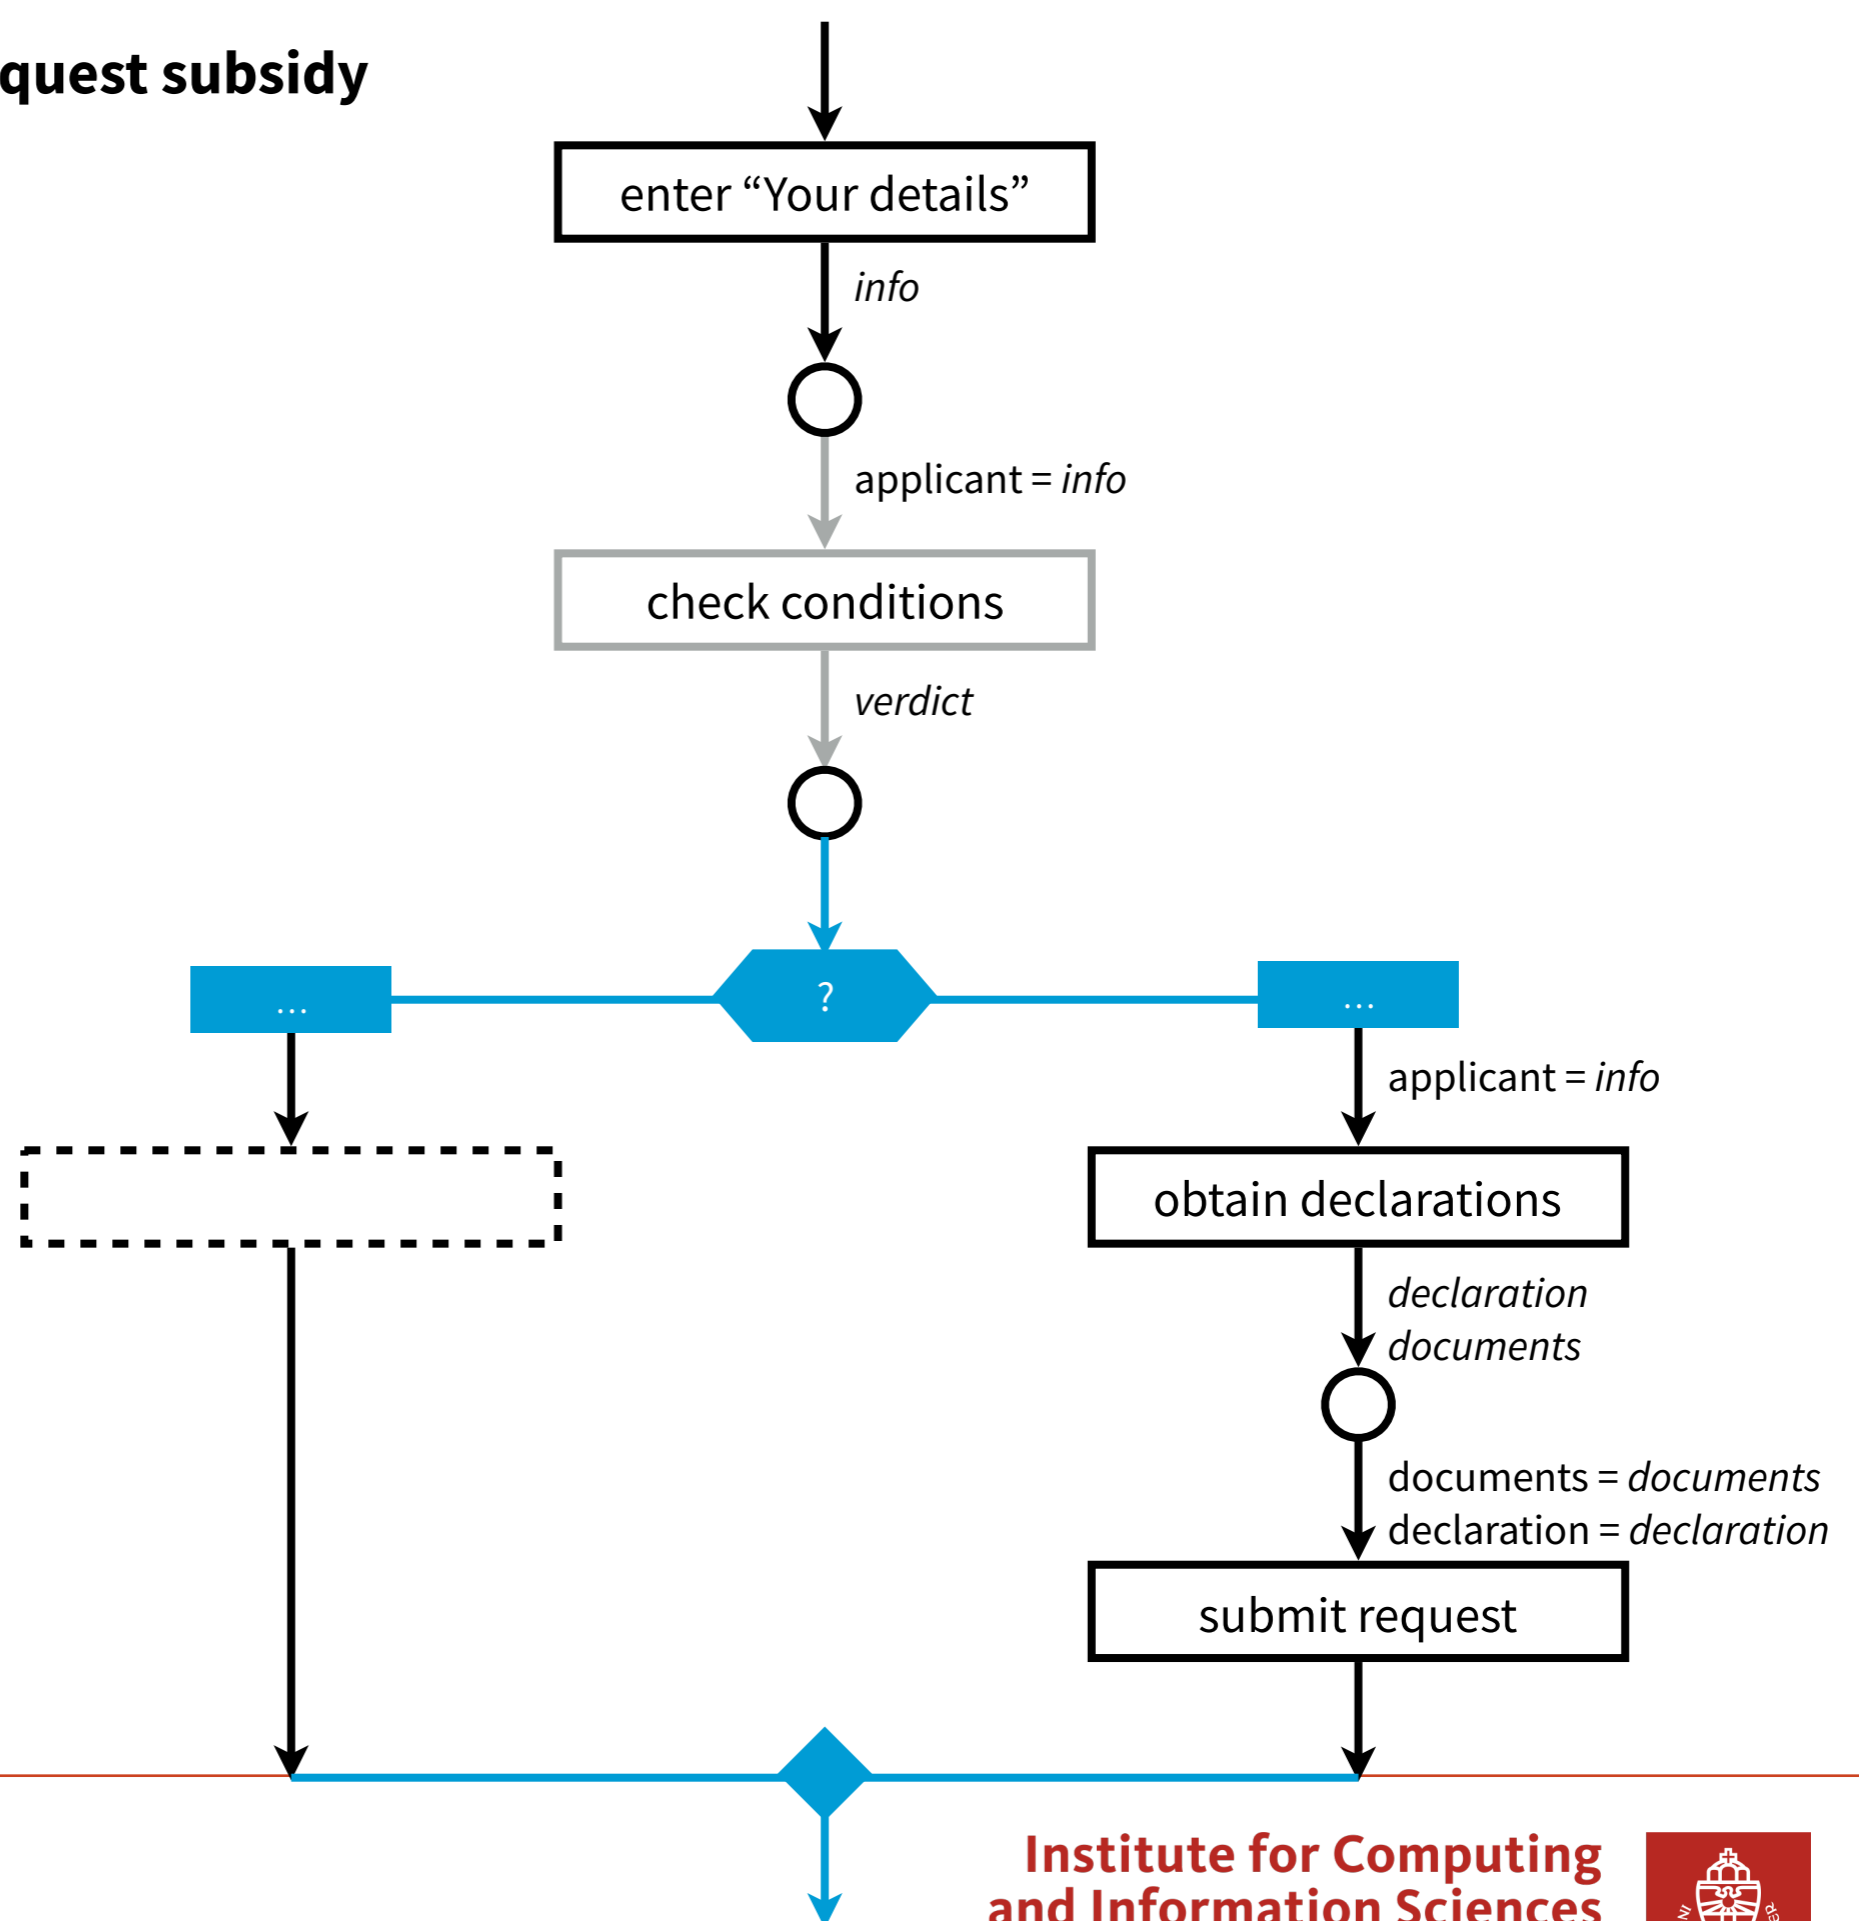 quest subsidy
enter “Your details”
info
applicant = info
check conditions
verdict
?
...
...
applicant = info
obtain declarations
declaration
documents
documents = documents
declaration = declaration
submit request
Institute for Computing
and Information Sciences